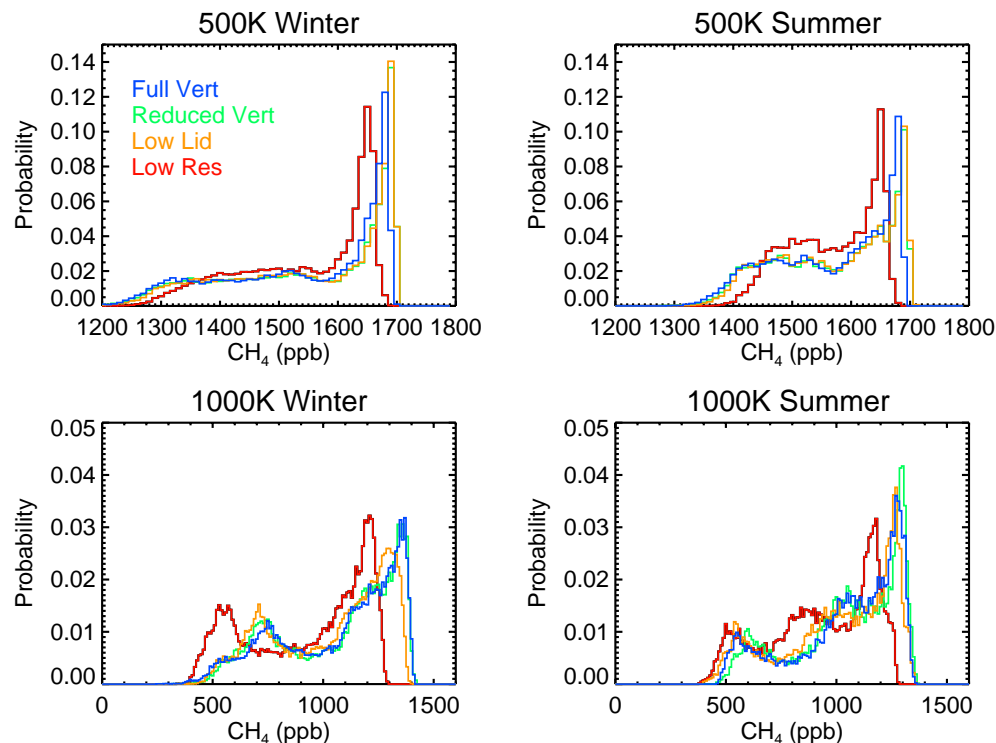 500K Winter
0.14
0.12
0.10
0.08
0.06
0.04
0.02
0.00
Probability
Full Vert
Reduced Vert
Low Lid
Low Res
1200 1300 1400 1500 1600 1700 1800
CH₄ (ppb)
500K Summer
0.14
0.12
0.10
0.08
0.06
0.04
0.02
0.00
Probability
1200 1300 1400 1500 1600 1700 1800
CH₄ (ppb)
1000K Winter
0.05
0.04
0.03
0.02
0.01
0.00
Probability
0 500 1000 1500
CH₄ (ppb)
1000K Summer
0.05
0.04
0.03
0.02
0.01
0.00
Probability
0 500 1000 1500
CH₄ (ppb)